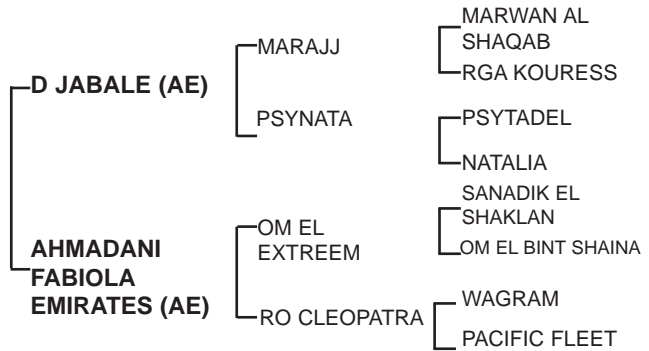 MARWAN AL
SHAQAB
MARAJJ
RGA KOURESS
D JABALE (AE)
PSYNATA
PSYTADEL
NATALIA
SANADIK EL
SHAKLAN
OM EL
EXTREEM
OM EL BINT SHAINA
AHMADANI
FABIOLA
EMIRATES (AE)
WAGRAM
RO CLEOPATRA
PACIFIC FLEET